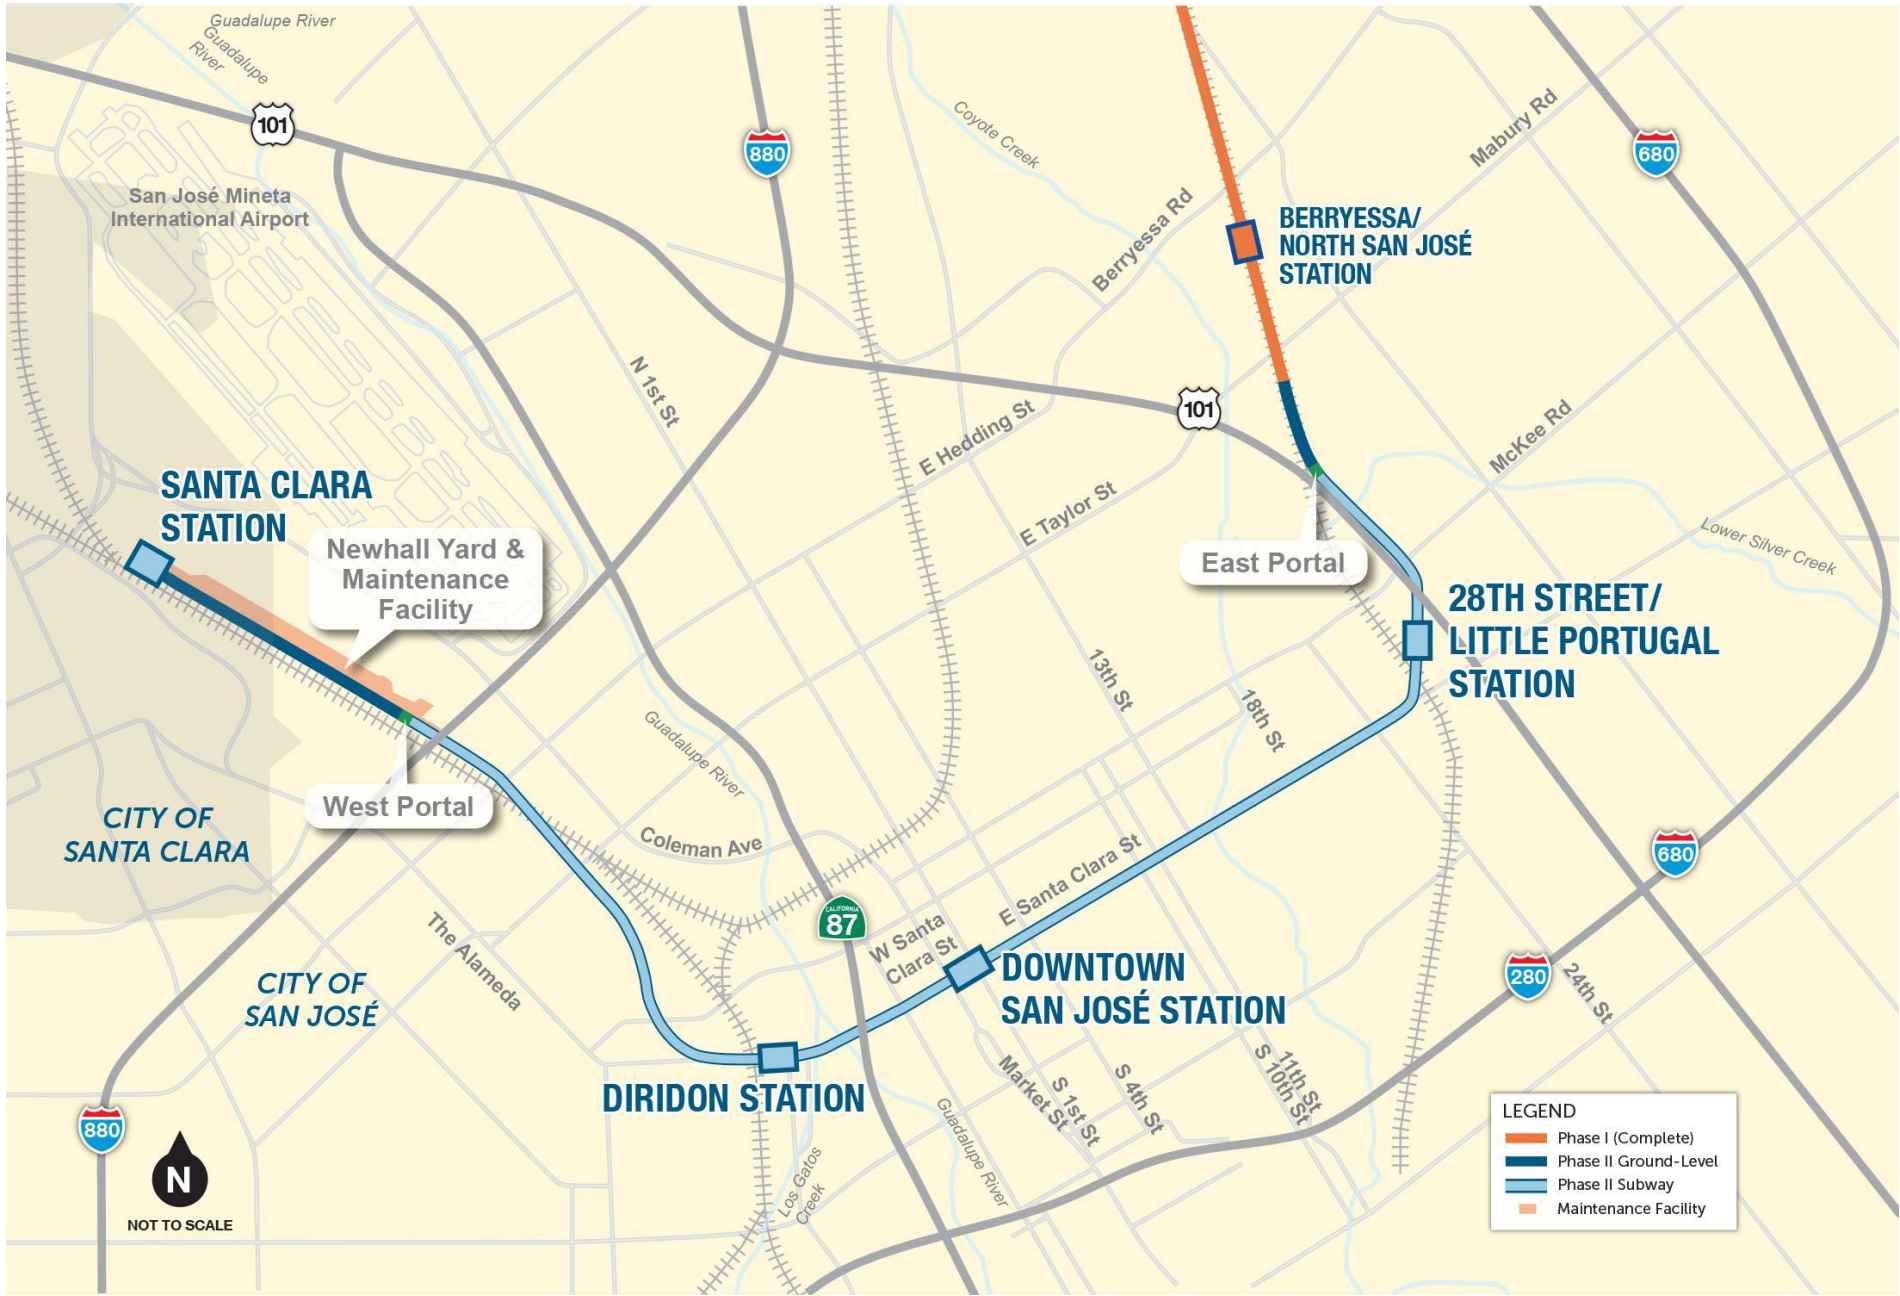 Guadalupe River
Guadalupe
River
101
880
680
Coyote Creek
Mabury Rd
San José Mineta
International Airport
Berryessa Rd
BERRYESSA/
NORTH SAN JOSÉ
STATION
N 1st St
101
E Hedding St
McKee Rd
E Taylor St
SANTA CLARA
STATION
Newhall Yard &
Maintenance
Facility
East Portal
Lower Silver Creek
28TH STREET/
LITTLE PORTUGAL
STATION
13th St
18th St
Guadalupe River
West Portal
CITY OF
SANTA CLARA
Coleman Ave
680
E Santa Clara St
CALIFORNIA
87
W Santa
Clara St
The Alameda
CITY OF
SAN JOSÉ
DOWNTOWN
SAN JOSÉ STATION
280
24th St
DIRIDON STATION
Market St
S 1st St
S 4th St
S 10th St
11th St
880
N
NOT TO SCALE
Los Gatos
Creek
Guadalupe River
LEGEND
Phase I (Complete)
Phase II Ground-Level
Phase II Subway
Maintenance Facility